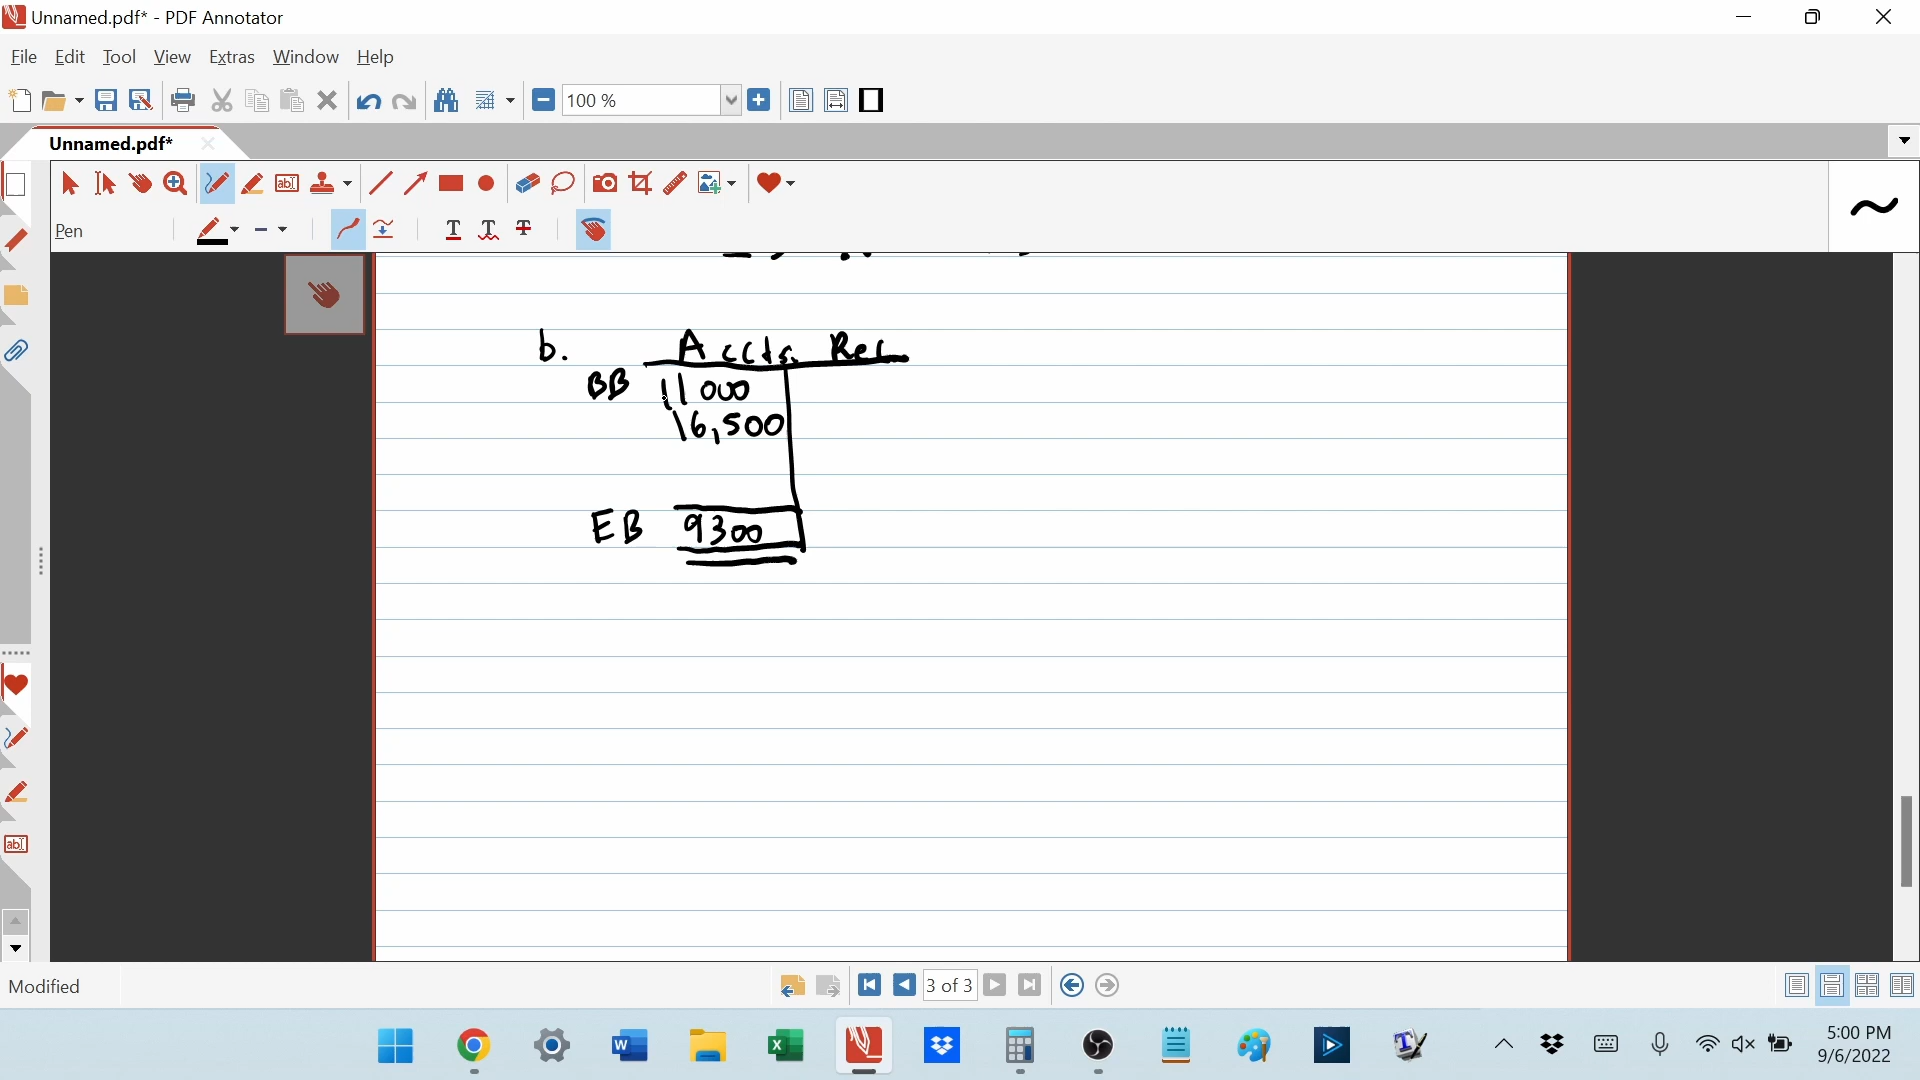 Unnamed.pdf* - PDF Annotator
File Edit Tool View Extras Window Help
100 %
Unnamed.pdf*
Pen
b. Accts. Rec
BB 11 000
16,500
EB 9300
Modified
3 of 3
5:00 PM
9/6/2022